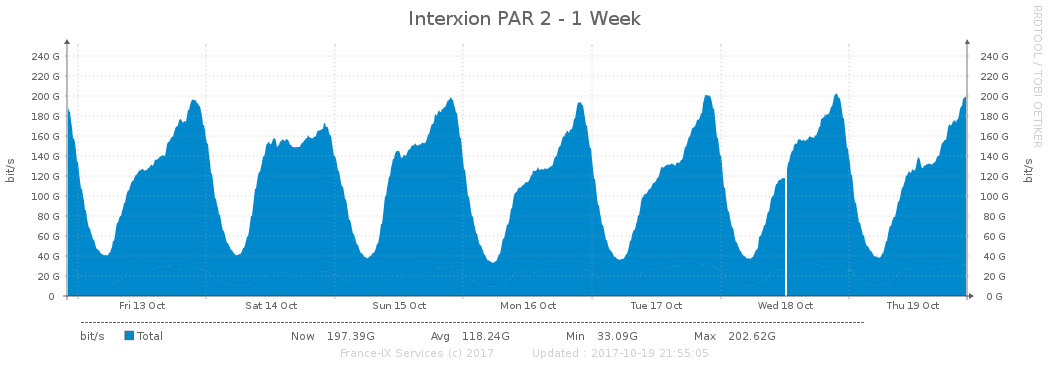 Interxion PAR 2 - 1 Week
RRDTOOL / TOBI OETIKER
240 G 240 G
220 G 220 G
200 G 200 G
180 G 180 G
160 G 160 G
140 G 140 G
120 G 120 G
100 G 100 G
80 G 80 G
60 G 60 G
40 G 40 G
20 G 20 G
0 0 G
bit/s
bit/s
Fri 13 Oct Sat 14 Oct Sun 15 Oct Mon 16 Oct Tue 17 Oct Wed 18 Oct Thu 19 Oct
bit/s Total Now 197.39G Avg 118.24G Min 33.09G Max 202.62G
France-IX Services (c) 2017 Updated : 2017-10-19 21:55:05